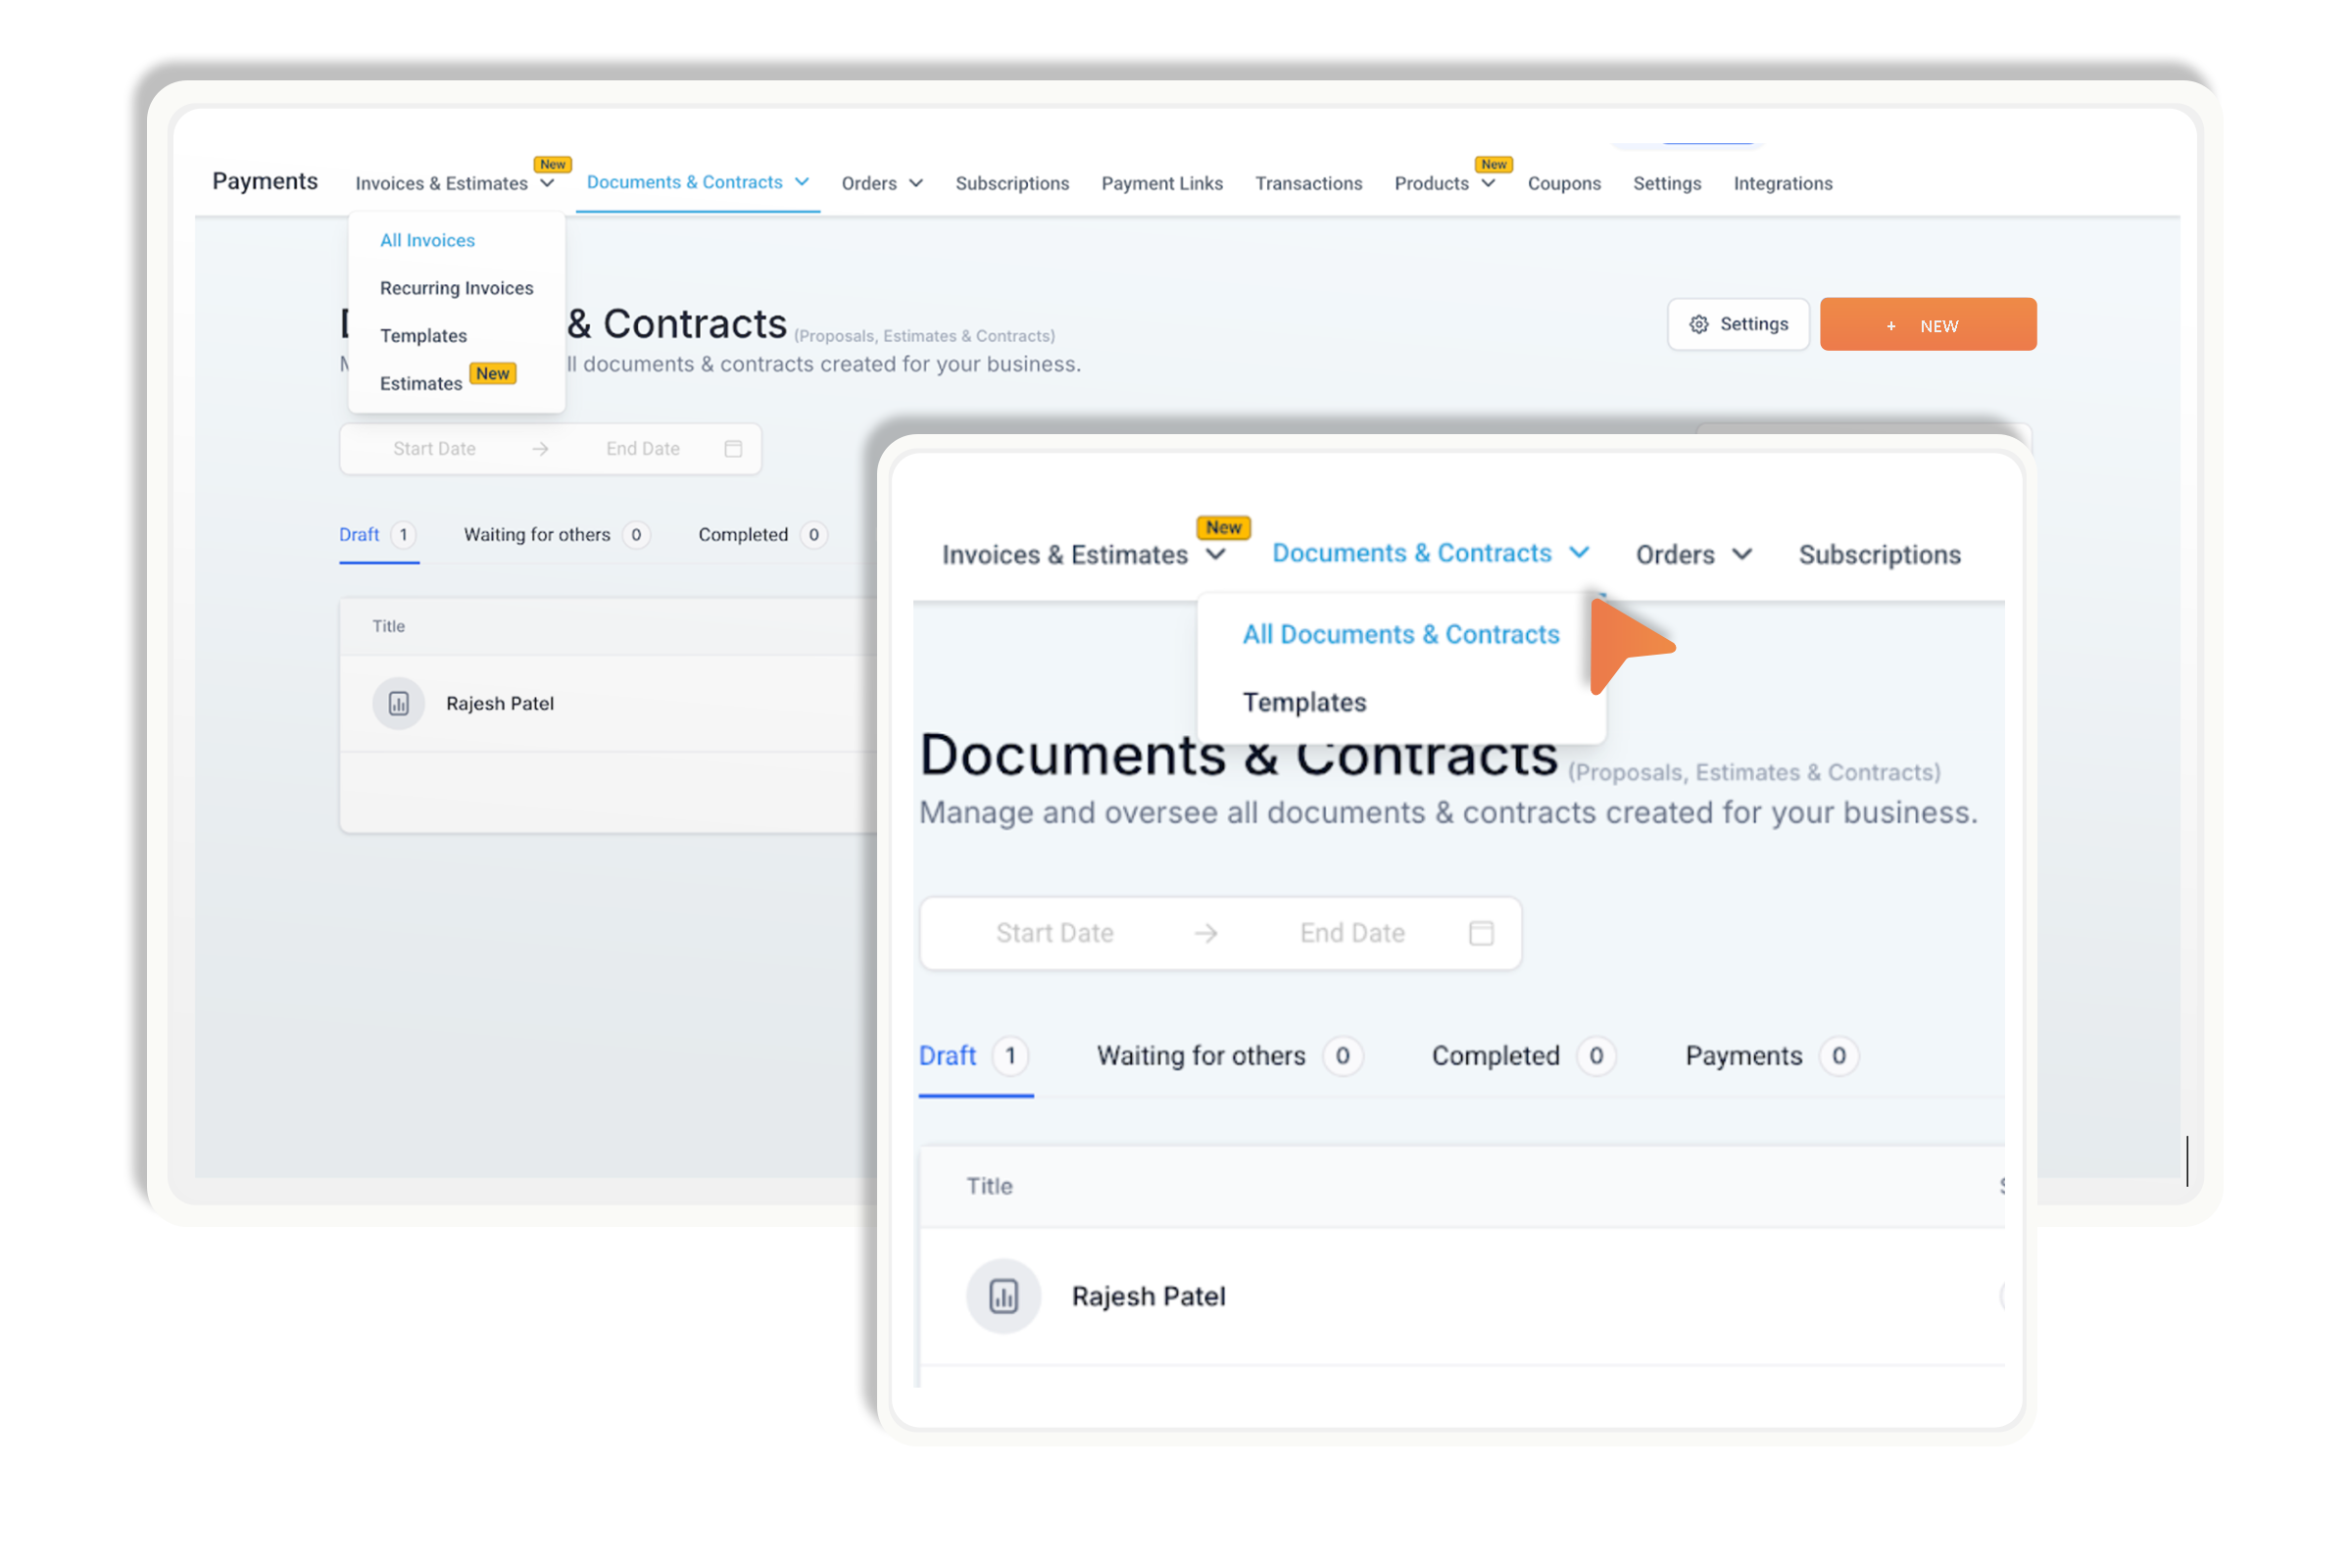 New New
Payments Invoices & Estimates Documents & Contracts Orders Subscriptions Payment Links Transactions Products Coupons Settings Integrations
All Invoices
Recurring Invoices
Templates
Estimates New
& Contracts (Proposals, Estimates & Contracts)
ll documents & contracts created for your business.
Settings + NEW
Start Date → End Date
Draft 1 Waiting for others 0 Completed 0
Title
Rajesh Patel
New
Invoices & Estimates Documents & Contracts Orders Subscriptions
All Documents & Contracts
Templates
Documents & Contracts (Proposals, Estimates & Contracts)
Manage and oversee all documents & contracts created for your business.
Start Date → End Date
Draft 1 Waiting for others 0 Completed 0 Payments 0
Title
Rajesh Patel